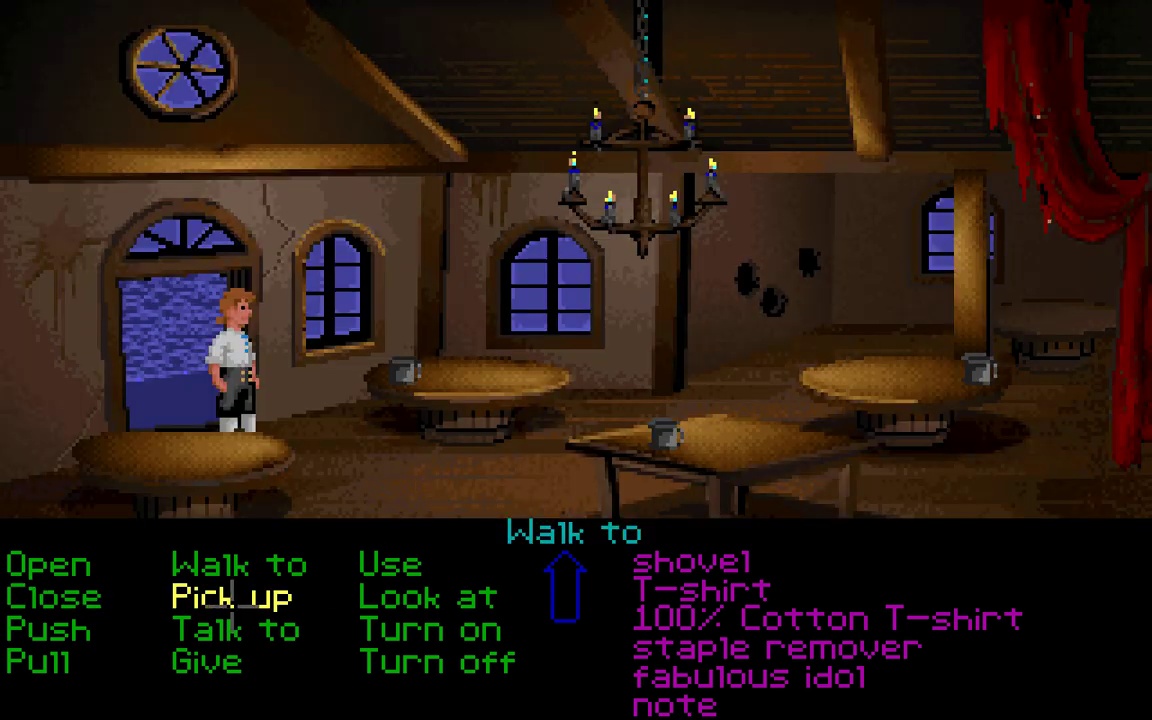 Walk to
Open Walk to Use
Close Pick up Look at
Push Talk to Turn on
Pull Give Turn off
shovel
T-shirt
100% Cotton T-shirt
staple remover
fabulous idol
note